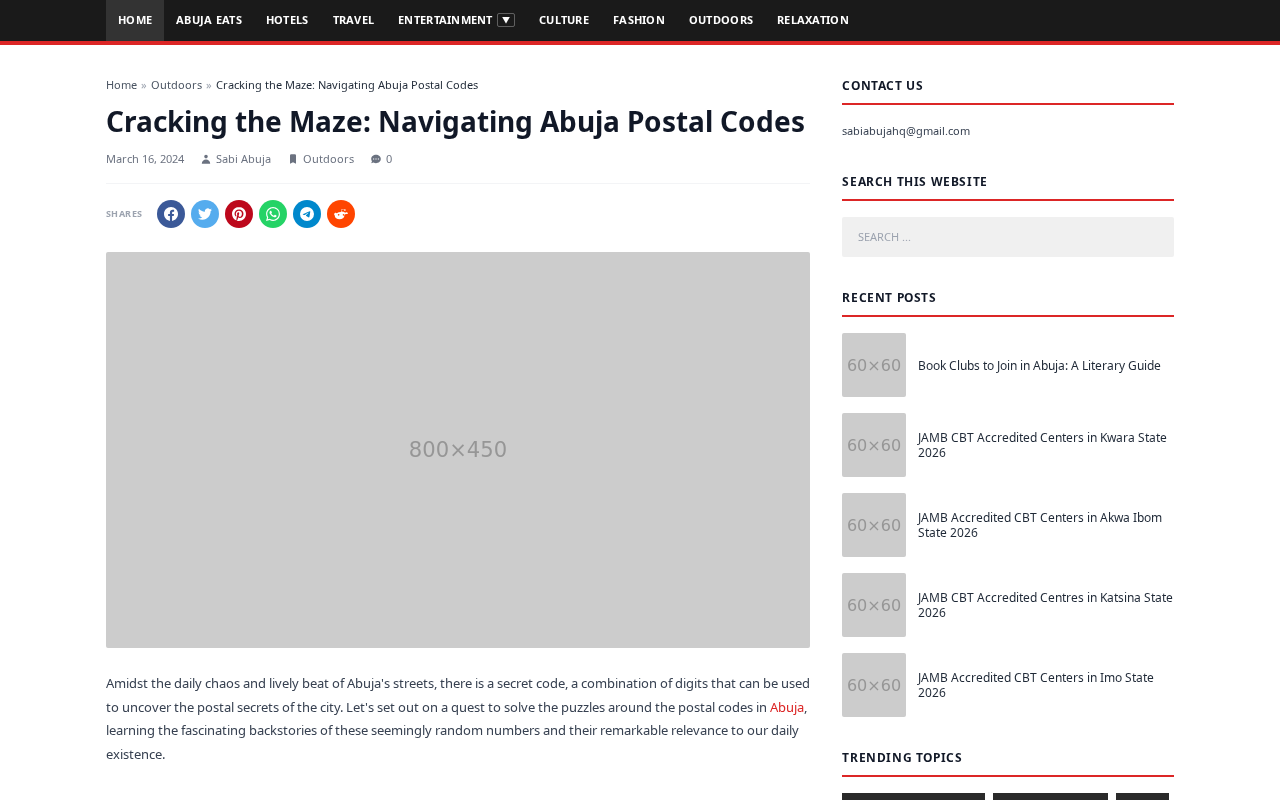 HOME ABUJA EATS HOTELS TRAVEL ENTERTAINMENT ▼ CULTURE FASHION OUTDOORS RELAXATION
Home » Outdoors » Cracking the Maze: Navigating Abuja Postal Codes
Cracking the Maze: Navigating Abuja Postal Codes
March 16, 2024 Sabi Abuja Outdoors 0
SHARES
800×450
Amidst the daily chaos and lively beat of Abuja's streets, there is a secret code, a combination of digits that can be used
to uncover the postal secrets of the city. Let's set out on a quest to solve the puzzles around the postal codes in Abuja,
learning the fascinating backstories of these seemingly random numbers and their remarkable relevance to our daily
existence.
CONTACT US
sabiabujahq@gmail.com
SEARCH THIS WEBSITE
SEARCH ...
RECENT POSTS
60×60
Book Clubs to Join in Abuja: A Literary Guide
60×60
JAMB CBT Accredited Centers in Kwara State
2026
60×60
JAMB Accredited CBT Centers in Akwa Ibom
State 2026
60×60
JAMB CBT Accredited Centres in Katsina State
2026
60×60
JAMB Accredited CBT Centers in Imo State
2026
TRENDING TOPICS